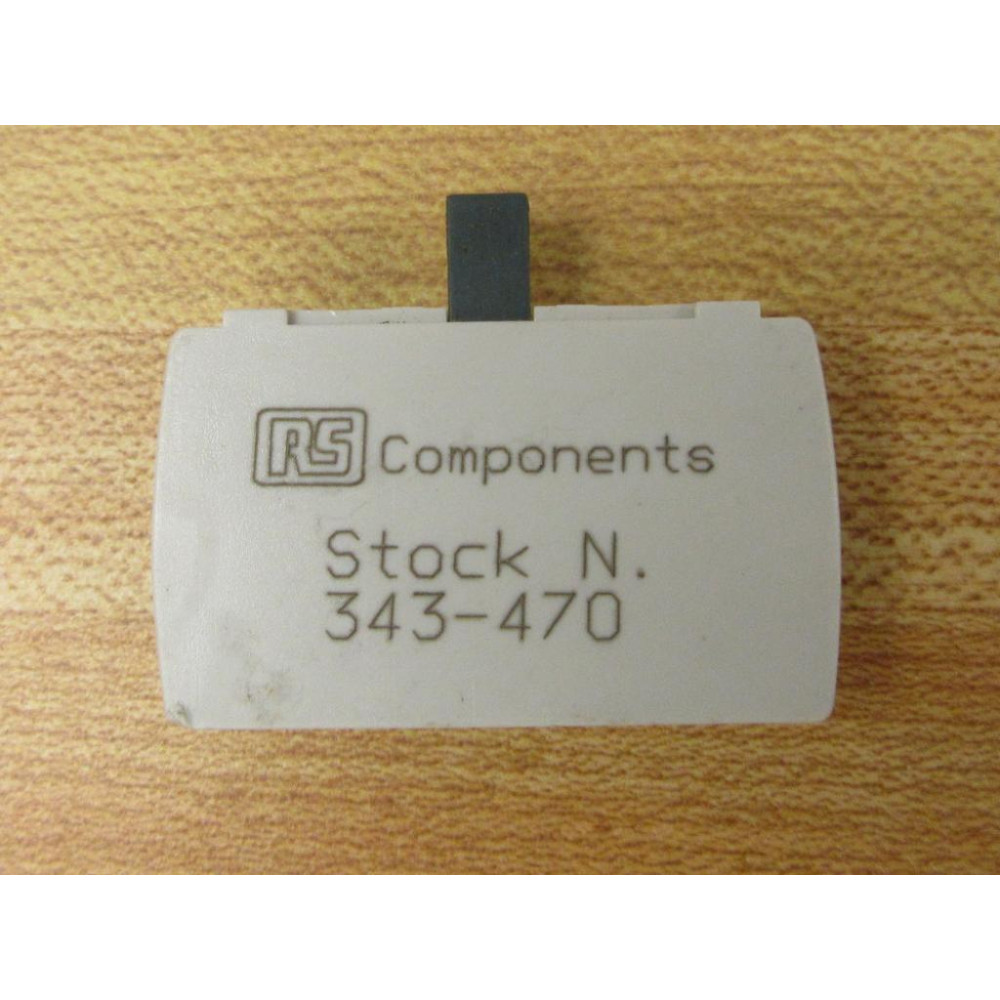 RS Components
Stock N.
343-470